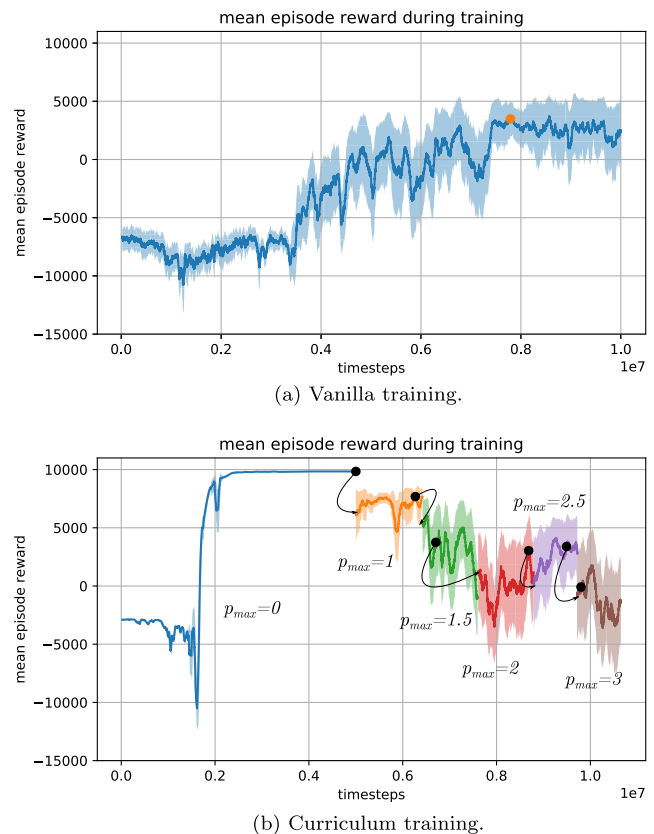 mean episode reward during training
10000
5000
0
−5000
−10000
−15000
mean episode reward
0.0 0.2 0.4 0.6 0.8 1.0
timesteps
1e7
(a) Vanilla training.
mean episode reward during training
10000
5000
0
−5000
−10000
−15000
mean episode reward
p_max=0
p_max=1
p_max=1.5
p_max=2
p_max=2.5
p_max=3
0.0 0.2 0.4 0.6 0.8 1.0
timesteps
1e7
(b) Curriculum training.